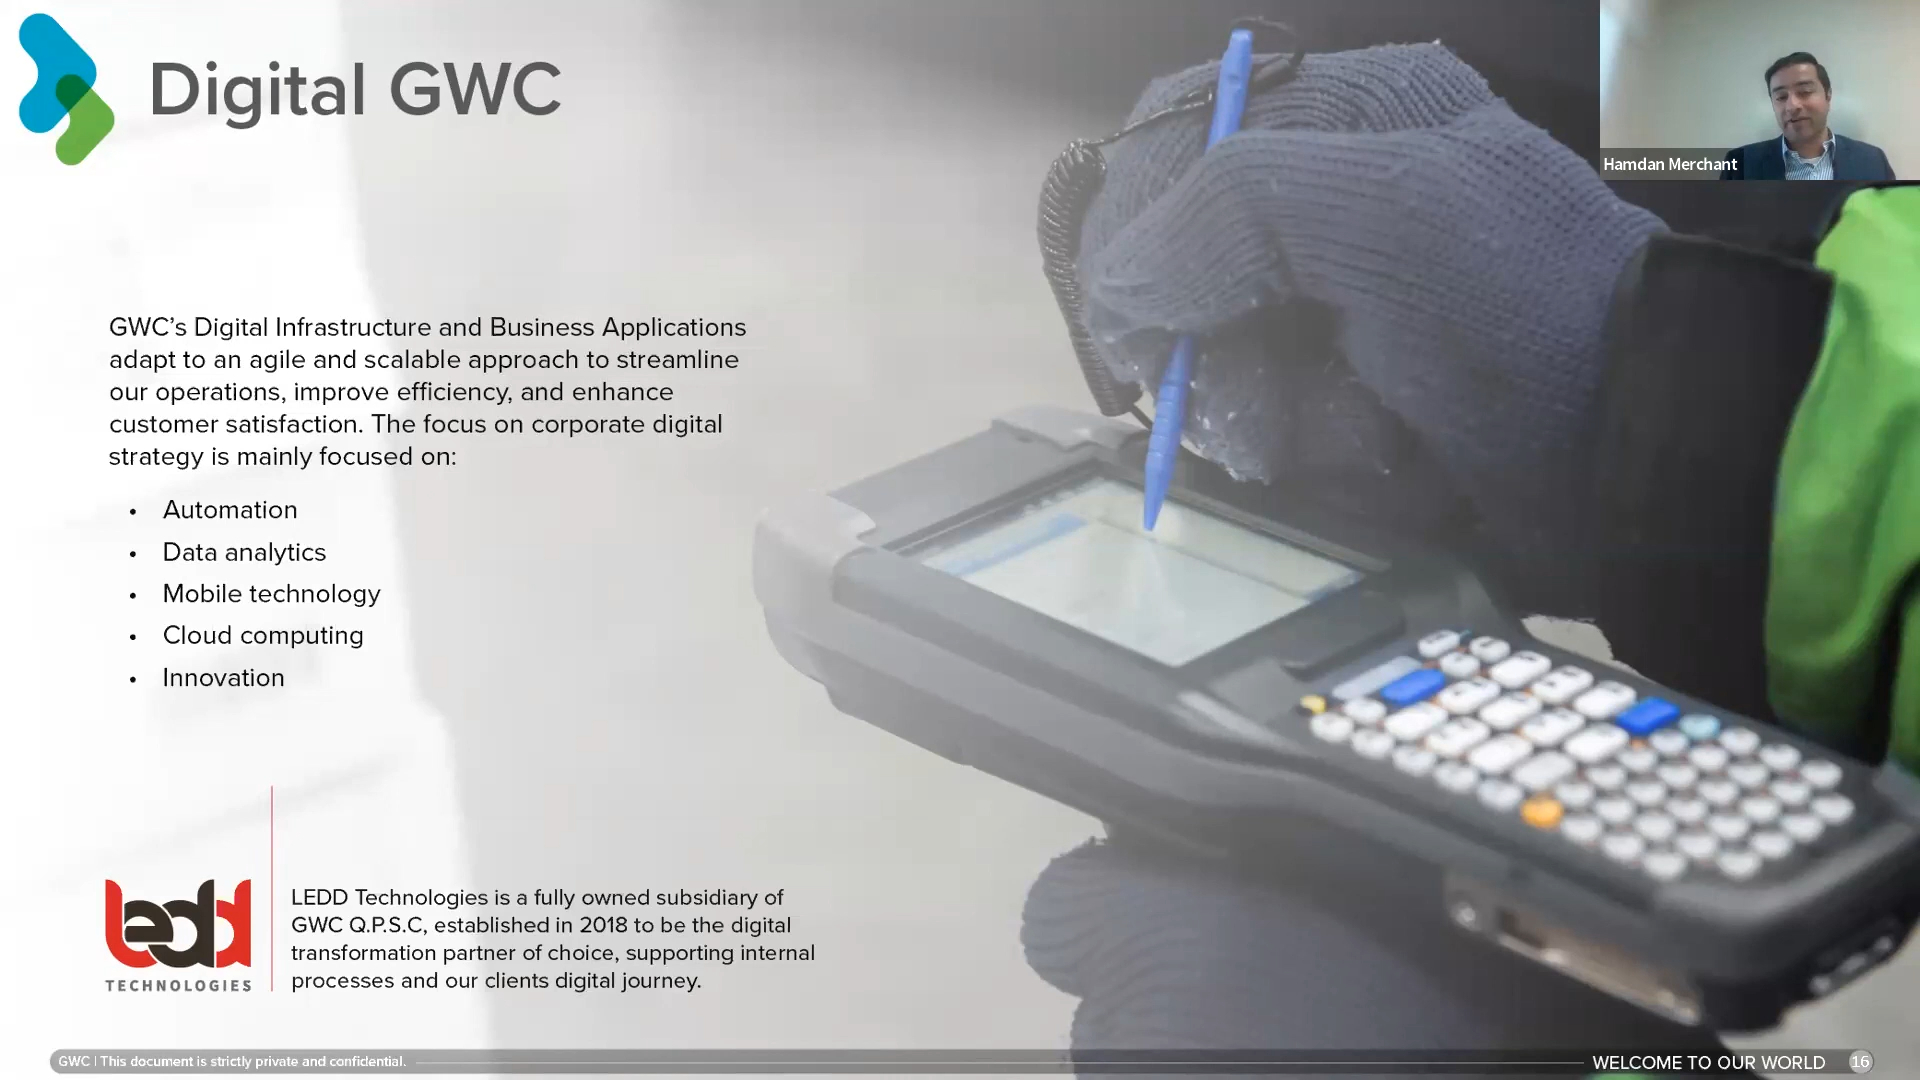 Digital GWC
Hamdan Merchant
GWC’s Digital Infrastructure and Business Applications
adapt to an agile and scalable approach to streamline
our operations, improve efficiency, and enhance
customer satisfaction. The focus on corporate digital
strategy is mainly focused on:
• Automation
• Data analytics
• Mobile technology
• Cloud computing
• Innovation
ledd
TECHNOLOGIES
LEDD Technologies is a fully owned subsidiary of
GWC Q.P.S.C, established in 2018 to be the digital
transformation partner of choice, supporting internal
processes and our clients digital journey.
GWC | This document is strictly private and confidential.
WELCOME TO OUR WORLD 16